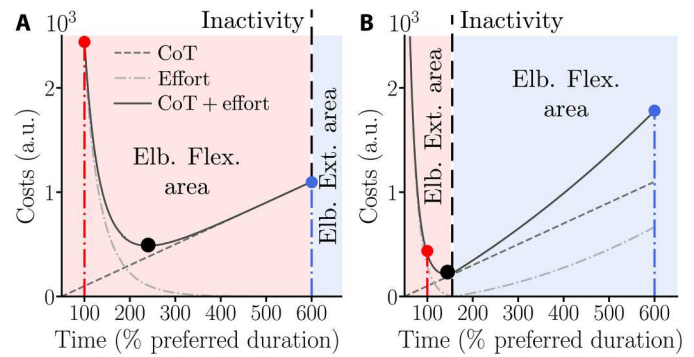 A
10³
Inactivity
CoT
Effort
CoT + effort
Elb. Flex.
area
Elb. Ext. area
Costs (a.u.)
0
1
2
100
200
300
400
500
600
Time (% preferred duration)
B
10³
Inactivity
Elb. Ext. area
Elb. Flex.
area
Costs (a.u.)
0
1
2
100
200
300
400
500
600
Time (% preferred duration)